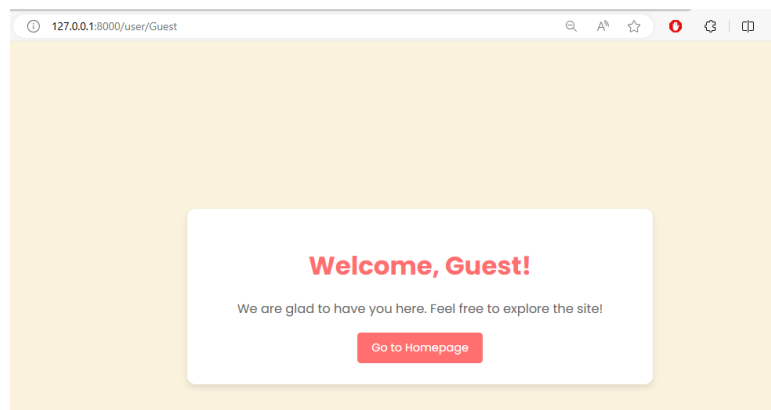 127.0.0.1:8000/user/Guest
Welcome, Guest!
We are glad to have you here. Feel free to explore the site!
Go to Homepage